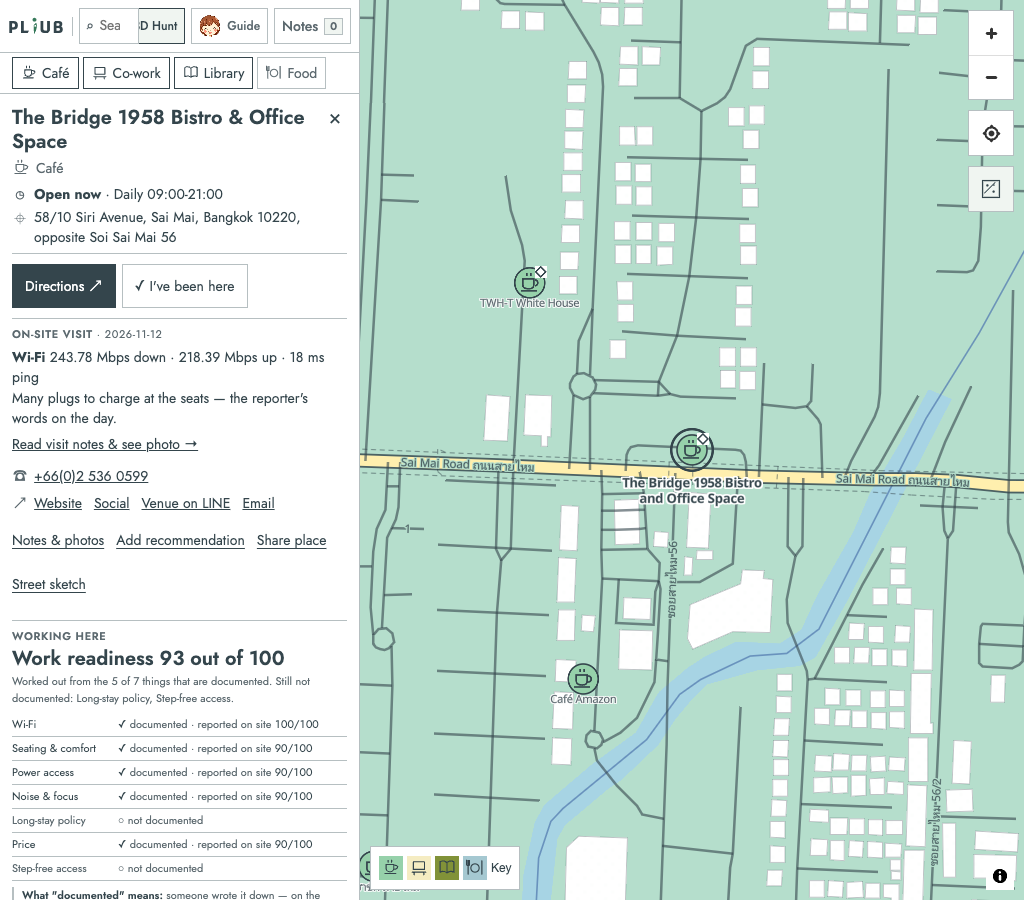 PLiUB
Sea
D Hunt
Guide
Notes 0
Café
Co-work
Library
Food
The Bridge 1958 Bistro & Office
Space
Café
Open now · Daily 09:00-21:00
58/10 Siri Avenue, Sai Mai, Bangkok 10220,
opposite Soi Sai Mai 56
Directions ↗
✓ I've been here
ON-SITE VISIT · 2026-11-12
Wi-Fi 243.78 Mbps down · 218.39 Mbps up · 18 ms
ping
Many plugs to charge at the seats — the reporter's
words on the day.
Read visit notes & see photo →
+66(0)2 536 0599
↗ Website Social Venue on LINE Email
Notes & photos Add recommendation Share place
Street sketch
WORKING HERE
Work readiness 93 out of 100
Worked out from the 5 of 7 things that are documented. Still not
documented: Long-stay policy, Step-free access.
Wi-Fi ✓ documented · reported on site 100/100
Seating & comfort ✓ documented · reported on site 90/100
Power access ✓ documented · reported on site 90/100
Noise & focus ✓ documented · reported on site 90/100
Long-stay policy ○ not documented
Price ✓ documented · reported on site 90/100
Step-free access ○ not documented
What "documented" means: someone wrote it down — on the
TWH-T White House
Sai Mai Road ถนนสายไหม
The Bridge 1958 Bistro
and Office Space
Sai Mai Road ถนนสายไหม
1
ซอยสายไหม 56
Café Amazon
ซอยสายไหม 56/2
Key